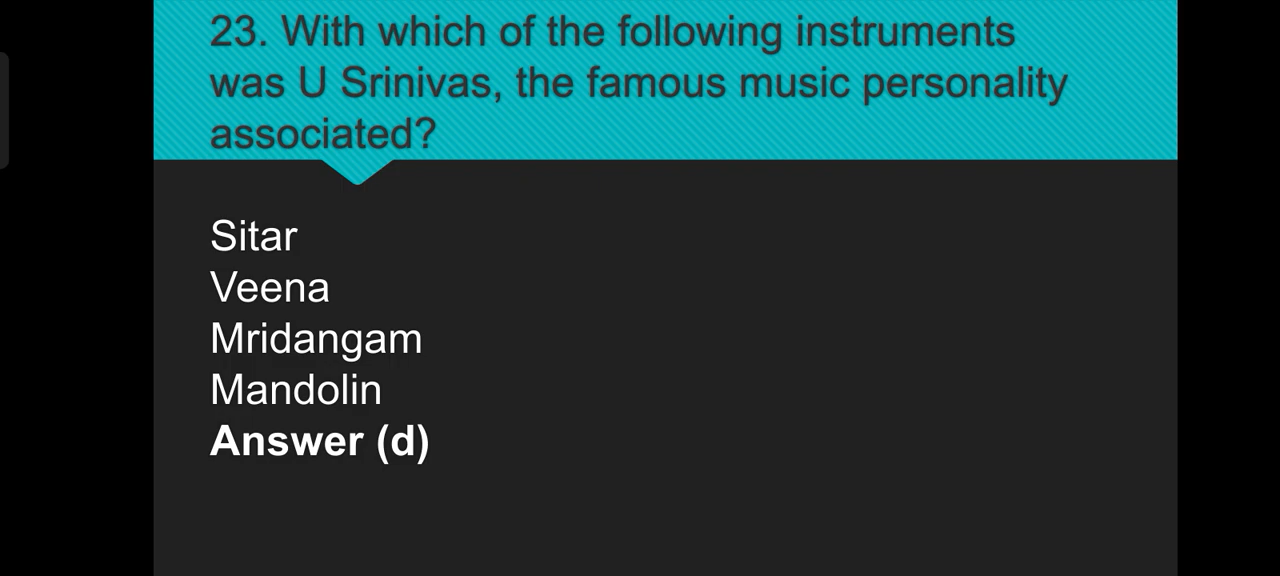 23. With which of the following instruments
was U Srinivas, the famous music personality
associated?
Sitar
Veena
Mridangam
Mandolin
Answer (d)